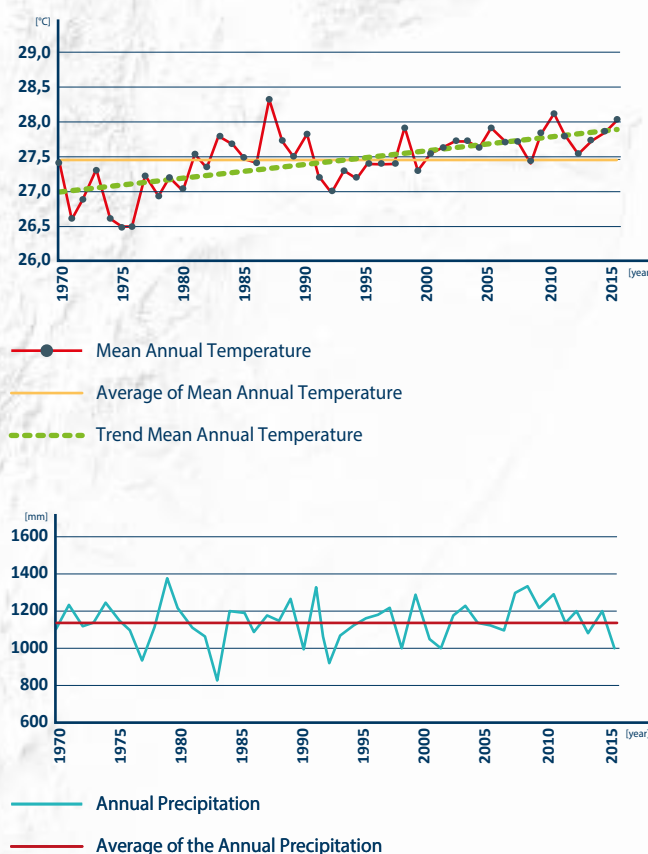 [°C]
29,0
28,5
28,0
27,5
27,0
26,5
26,0
1970 1975 1980 1985 1990 1995 2000 2005 2010 2015 [year]
Mean Annual Temperature
Average of Mean Annual Temperature
Trend Mean Annual Temperature
[mm]
1600
1400
1200
1000
800
600
1970 1975 1980 1985 1990 1995 2000 2005 2010 2015 [year]
Annual Precipitation
Average of the Annual Precipitation